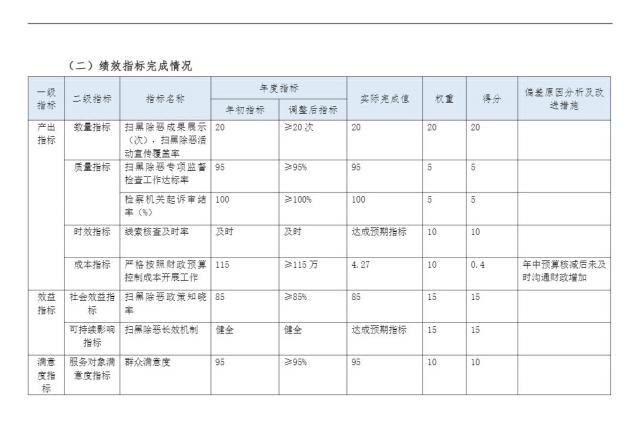 （二）绩效指标完成情况
一级指标 二级指标 指标名称 年度指标 实际完成值 权重 得分 偏差原因分析及改进措施
年初指标 调整后指标
产出指标 数量指标 扫黑除恶成果展示（次），扫黑除恶活动宣传覆盖率 20 ≥20次 20 20 20
质量指标 扫黑除恶专项监督检查工作达标率 95 ≥95% 95 5 5
检察机关起诉审结率（%） 100 ≥100% 100 5 5
时效指标 线索核查及时率 及时 及时 达成预期指标 10 10
成本指标 严格按照财政预算控制成本开展工作 115 ≥115万 4.27 10 0.4 年中预算核减后未及时沟通财政增加
效益指标 社会效益指标 扫黑除恶政策知晓率 85 ≥85% 85 15 15
可持续影响指标 扫黑除恶长效机制 健全 健全 达成预期指标 15 15
满意度指标 服务对象满意度指标 群众满意度 95 ≥95% 95 10 10